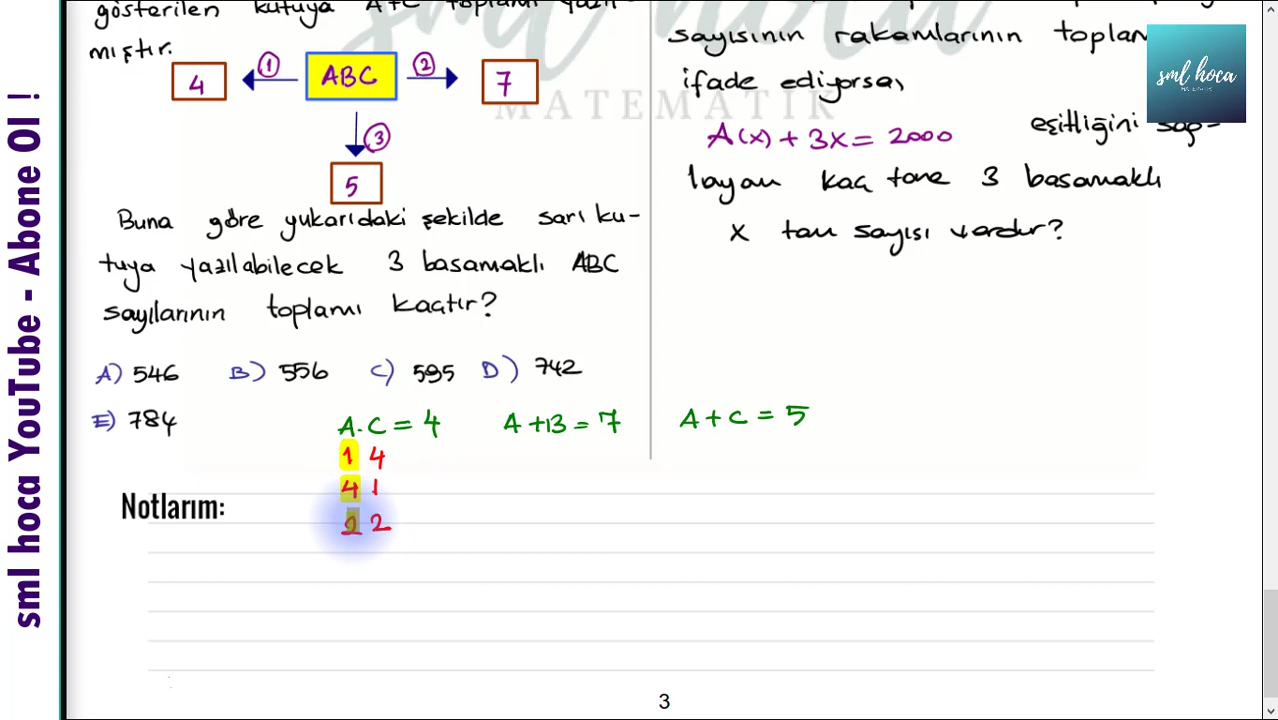 sml hoca YouTube - Abone Ol !
gösterilen kutuya A+C toplamı yazıl-
mıştır.
4
①
ABC
②
7
③
5
MATEMATİK
Buna göre yukarıdaki şekilde sarı ku-
tuya yazılabilecek 3 basamaklı ABC
sayılarının toplamı kaçtır?
A) 546 B) 556 C) 595 D) 742
E) 784
A.C = 4 A+B = 7 A+C = 5
1 4
4 1
2 2
sayısının rakamlarının toplam
ifade ediyorsa,
A(x) + 3x = 2000 eşitliğini sağ-
layan kaç tane 3 basamaklı
x tam sayısı vardır?
sml hoca
MATEMATİK
Notlarım:
3